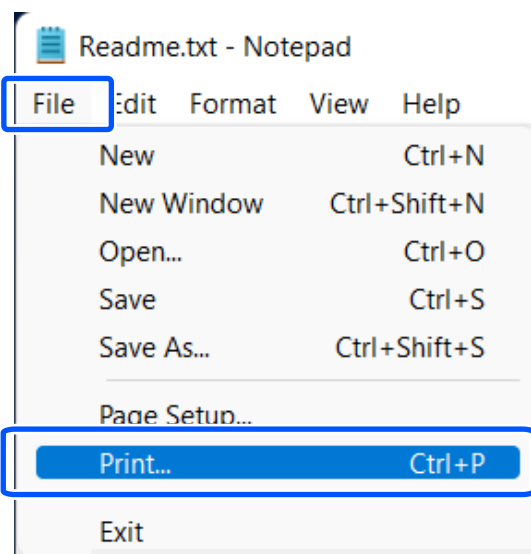 Readme.txt - Notepad
File Edit Format View Help
New Ctrl+N
New Window Ctrl+Shift+N
Open... Ctrl+O
Save Ctrl+S
Save As... Ctrl+Shift+S
Page Setup...
Print... Ctrl+P
Exit